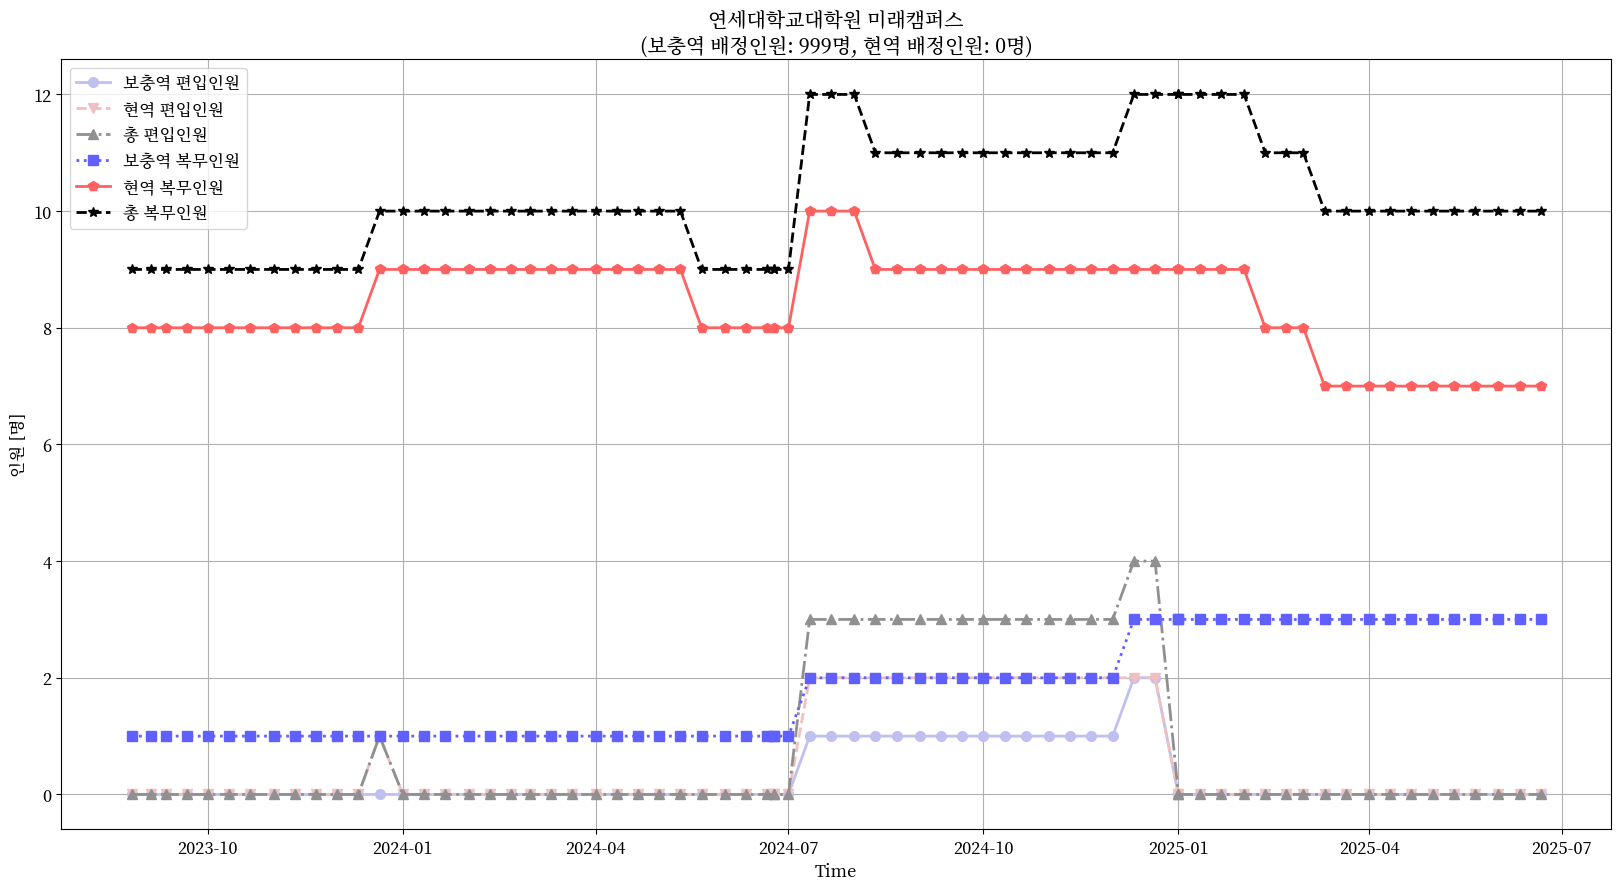 연세대학교대학원 미래캠퍼스
(보충역 배정인원: 999명, 현역 배정인원: 0명)
보충역 편입인원
현역 편입인원
총 편입인원
보충역 복무인원
현역 복무인원
총 복무인원
인원 [명]
12
10
8
6
4
2
0
2023-10
2024-01
2024-04
2024-07
2024-10
2025-01
2025-04
2025-07
Time